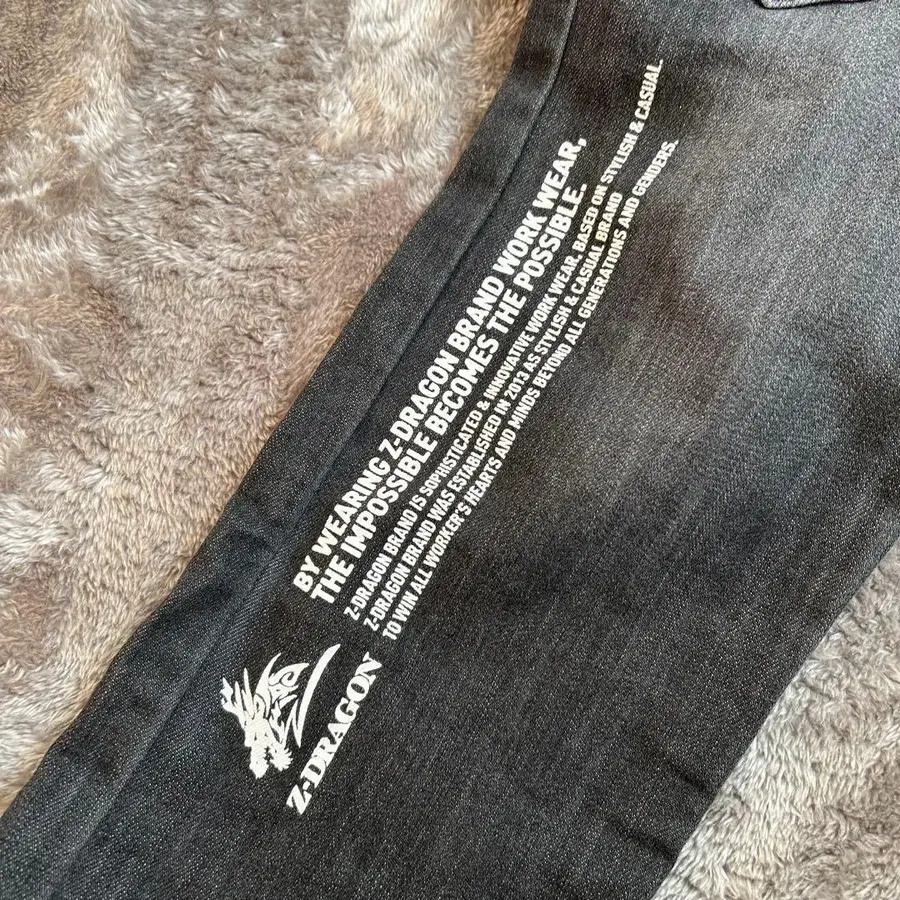 BY WEARING Z-DRAGON BRAND WORK WEAR,
THE IMPOSSIBLE BECOMES THE POSSIBLE.
Z-DRAGON BRAND IS SOPHISTICATED & INNOVATIVE WORK WEAR, BASED ON STYLISH & CASUAL.
Z-DRAGON BRAND WAS ESTABLISHED IN 2013 AS STYLISH & CASUAL BRAND
TO WIN ALL WORKER'S HEARTS AND MINDS BEYOND ALL GENERATIONS AND GENDERS.
Z-DRAGON